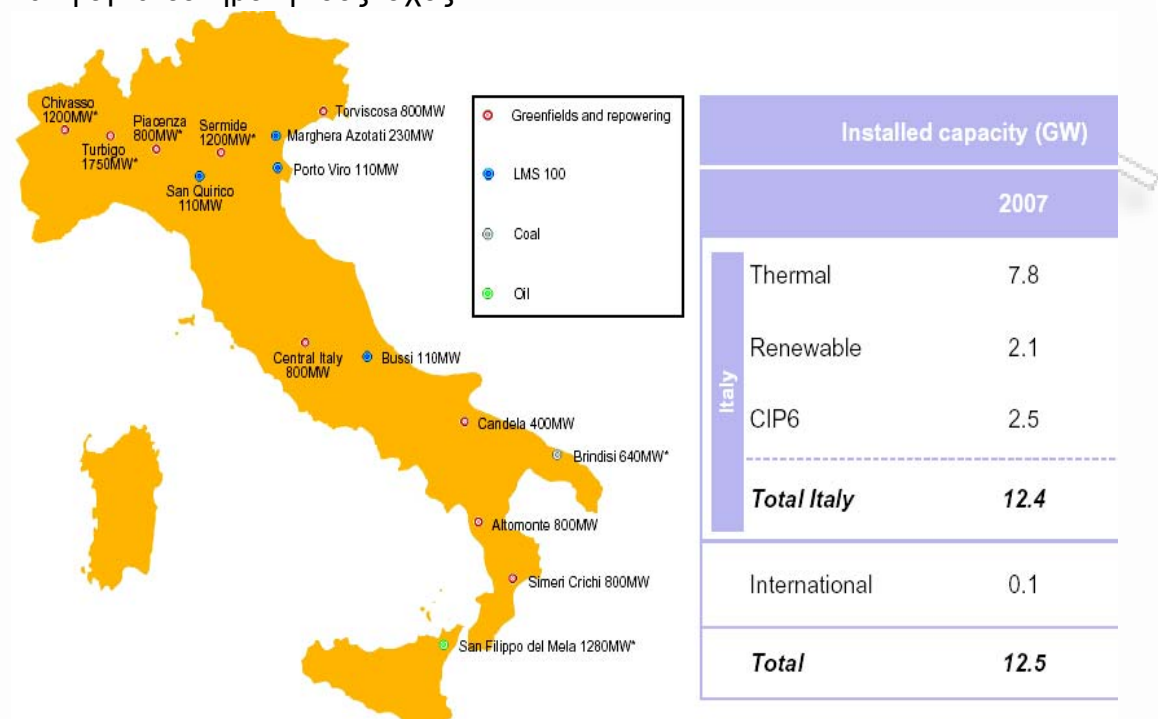 Chivasso
1200MW*
Turbigo
1750MW*
Piacenza
800MW*
Sermide
1200MW*
San Quirico
110MW
Torviscosa 800MW
Marghera Azotati 230MW
Porto Viro 110MW
Central Italy
800MW
Bussi 110MW
Candela 400MW
Brindisi 640MW*
Altomonte 800MW
Simeri Crichi 800MW
San Filippo del Mela 1280MW*
Greenfields and repowering
LMS 100
Coal
Oil
Installed capacity (GW)
2007
Italy
Thermal 7.8
Renewable 2.1
CIP6 2.5
Total Italy 12.4
International 0.1
Total 12.5